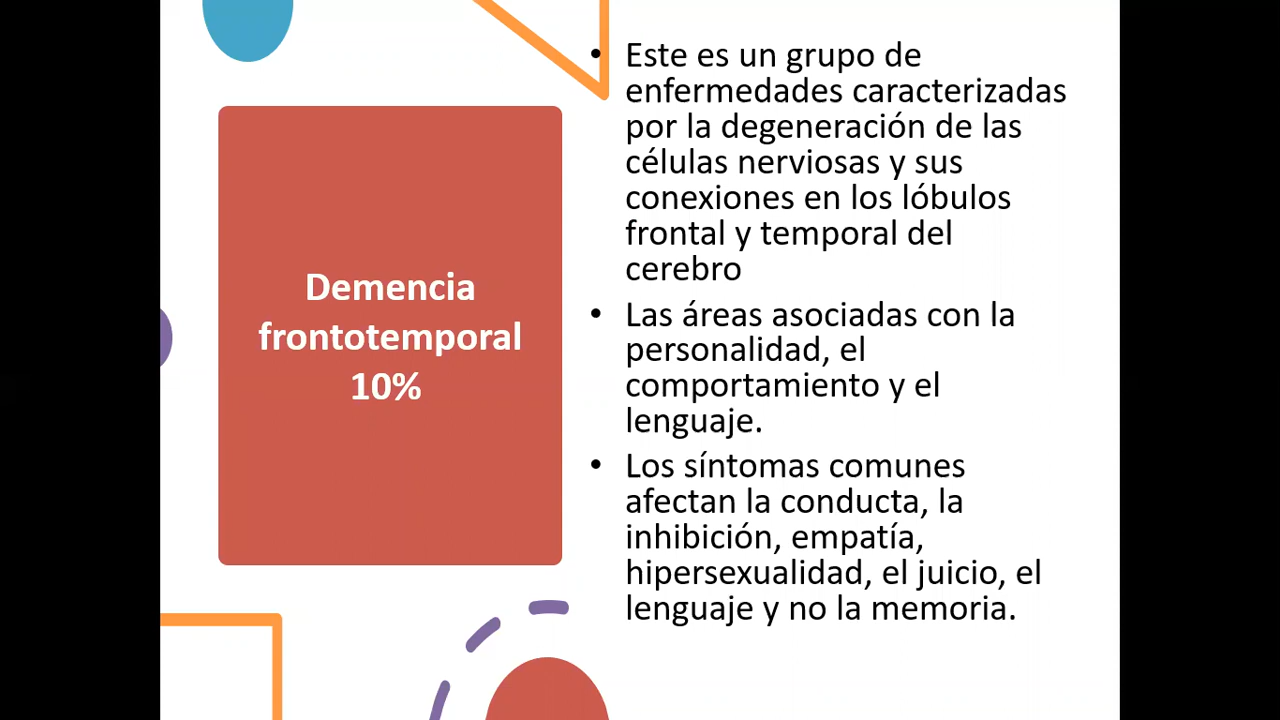 Demencia
frontotemporal
10%
• Este es un grupo de
enfermedades caracterizadas
por la degeneración de las
células nerviosas y sus
conexiones en los lóbulos
frontal y temporal del
cerebro
• Las áreas asociadas con la
personalidad, el
comportamiento y el
lenguaje.
• Los síntomas comunes
afectan la conducta, la
inhibición, empatía,
hipersexualidad, el juicio, el
lenguaje y no la memoria.